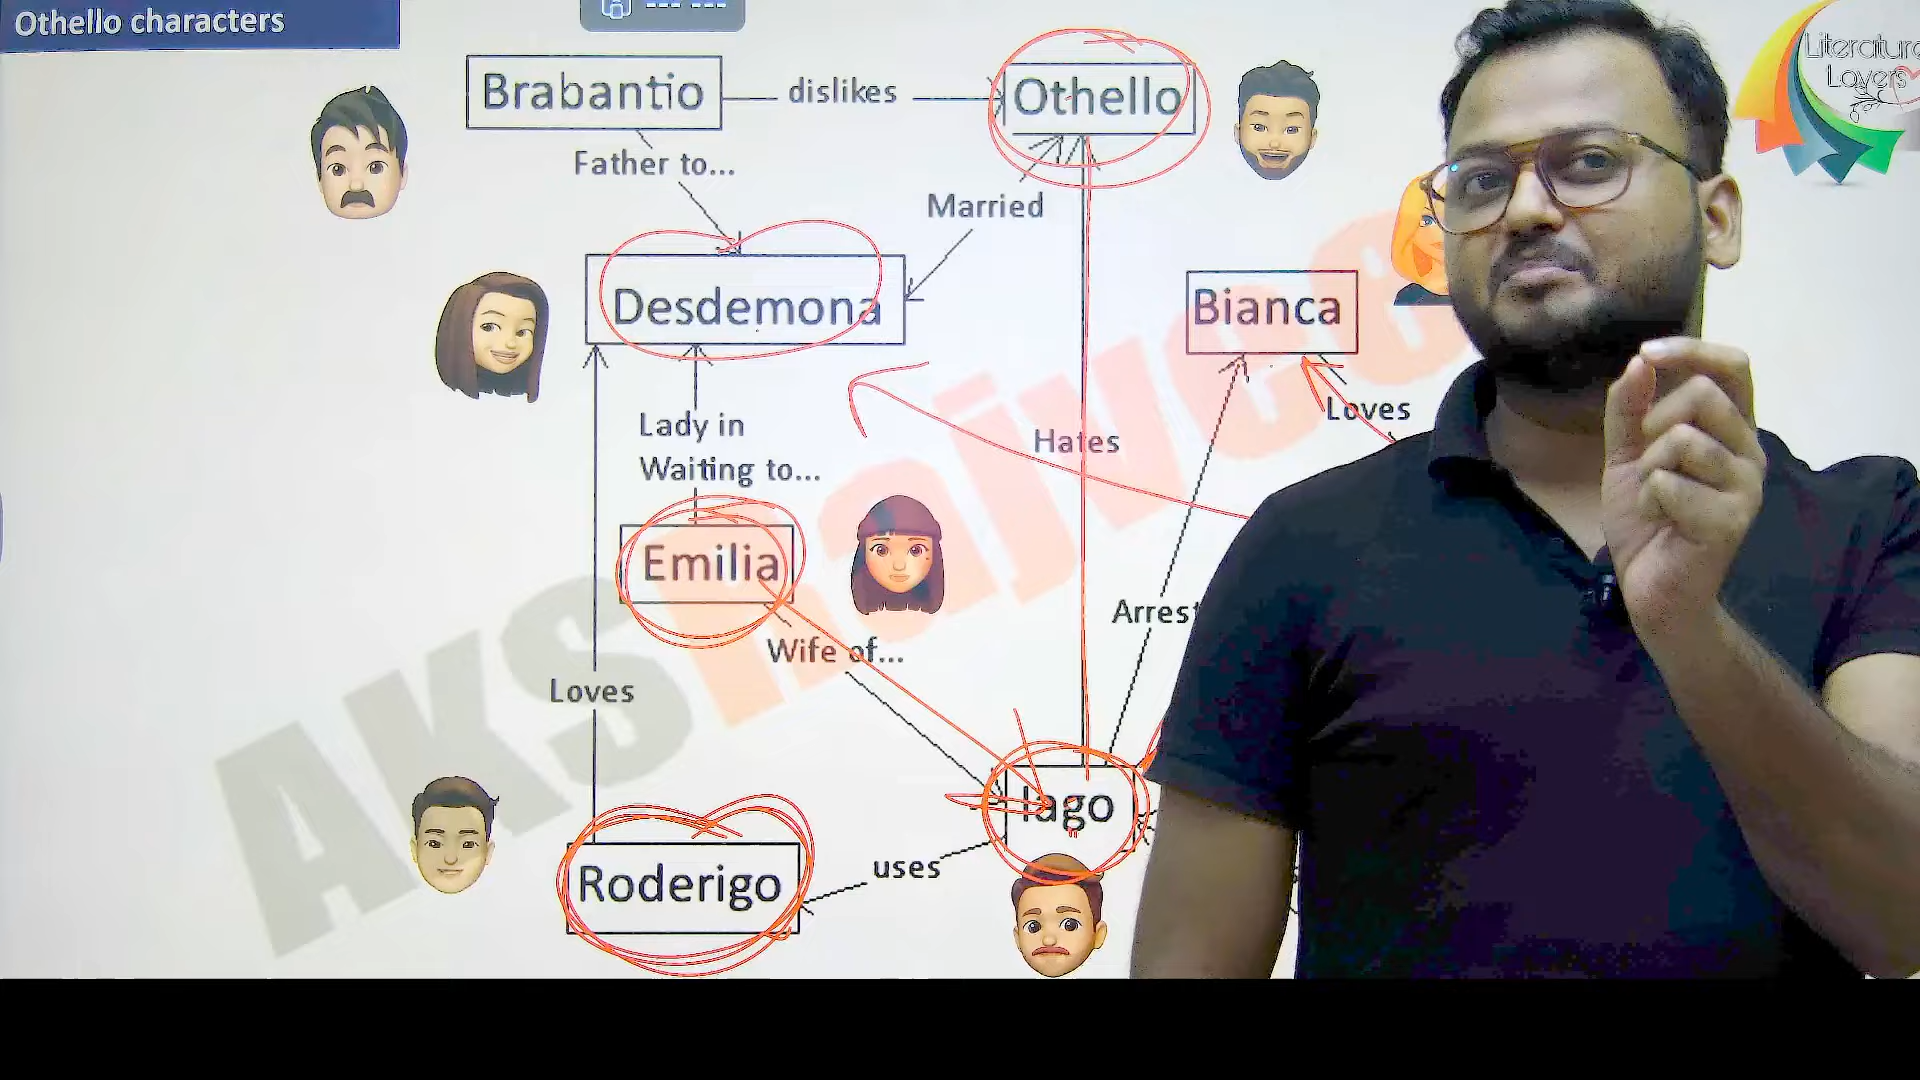 Othello characters
Literature
Lovers
Brabantio
dislikes
Othello
Father to...
Married
Desdemona
Bianca
Loves
Lady in
Waiting to...
Hates
Emilia
Arrest
Wife of...
Loves
Iago
uses
Roderigo